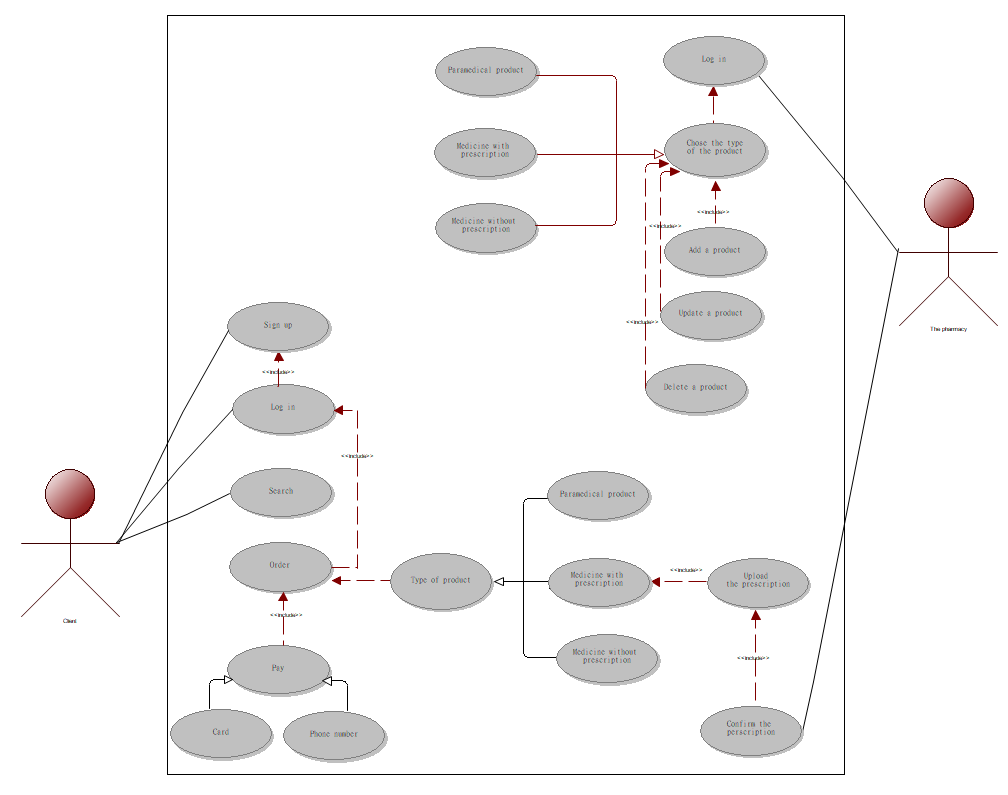 Log in
Paramedical product
Chose the type
of the product
Medicine with
prescription
<<include>>
Medicine without
prescription
<<include>>
Add a product
Update a product
Sign up
<<include>>
The pharmacy
<<include>>
Delete a product
Log in
<<include>>
Search
Paramedical product
Order
Type of product
Medicine with
prescription
<<include>>
Upload
the prescription
Client
<<include>>
Pay
Medicine without
prescription
<<include>>
Card
Phone number
Confirm the
perscription